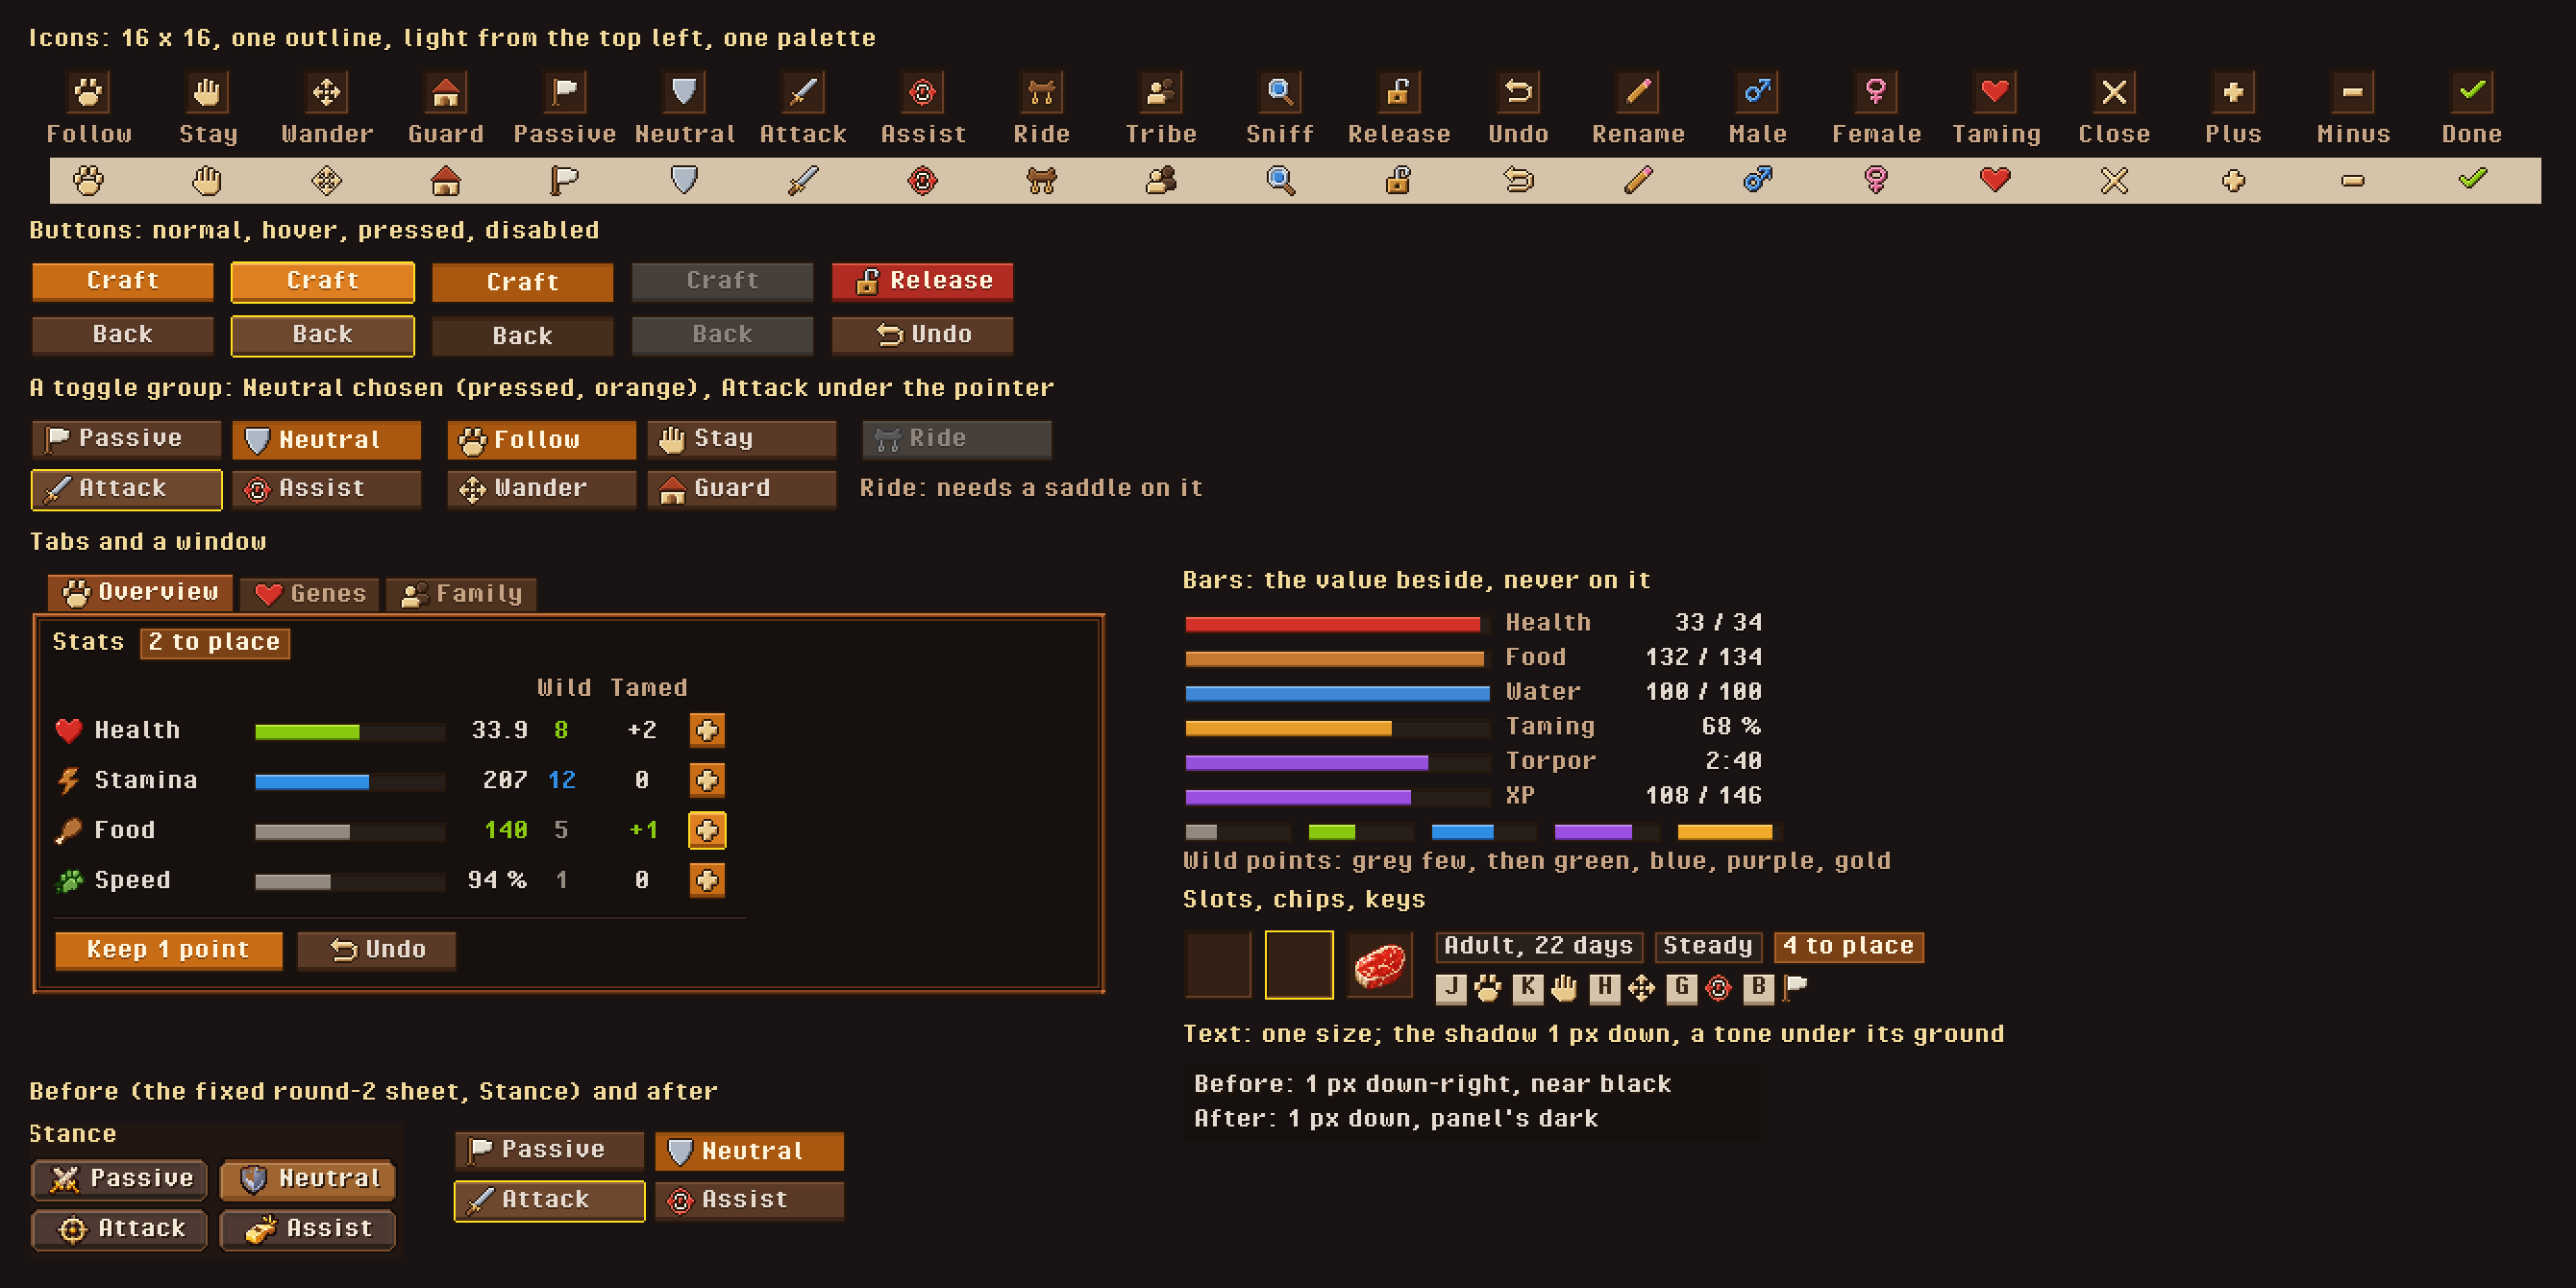 Icons: 16 x 16, one outline, light from the top left, one palette
Follow Stay Wander Guard Passive Neutral Attack Assist Ride Tribe Sniff Release Undo Rename Male Female Taming Close Plus Minus Done
Buttons: normal, hover, pressed, disabled
Craft Craft Craft Craft Release
Back Back Back Back Undo
A toggle group: Neutral chosen (pressed, orange), Attack under the pointer
Passive Neutral Follow Stay Ride
Attack Assist Wander Guard Ride: needs a saddle on it
Tabs and a window
Overview Genes Family
Stats 2 to place
Wild Tamed
Health 33.9 8 +2
Stamina 207 12 0
Food 140 5 +1
Speed 94 % 1 0
Keep 1 point Undo
Bars: the value beside, never on it
Health 33 / 34
Food 132 / 134
Water 100 / 100
Taming 68 %
Torpor 2:40
XP 108 / 146
Wild points: grey few, then green, blue, purple, gold
Slots, chips, keys
Adult, 22 days Steady 4 to place
J K H G B
Text: one size; the shadow 1 px down, a tone under its ground
Before: 1 px down-right, near black
After: 1 px down, panel's dark
Before (the fixed round-2 sheet, Stance) and after
Stance
Passive Neutral
Attack Assist
Passive Neutral
Attack Assist